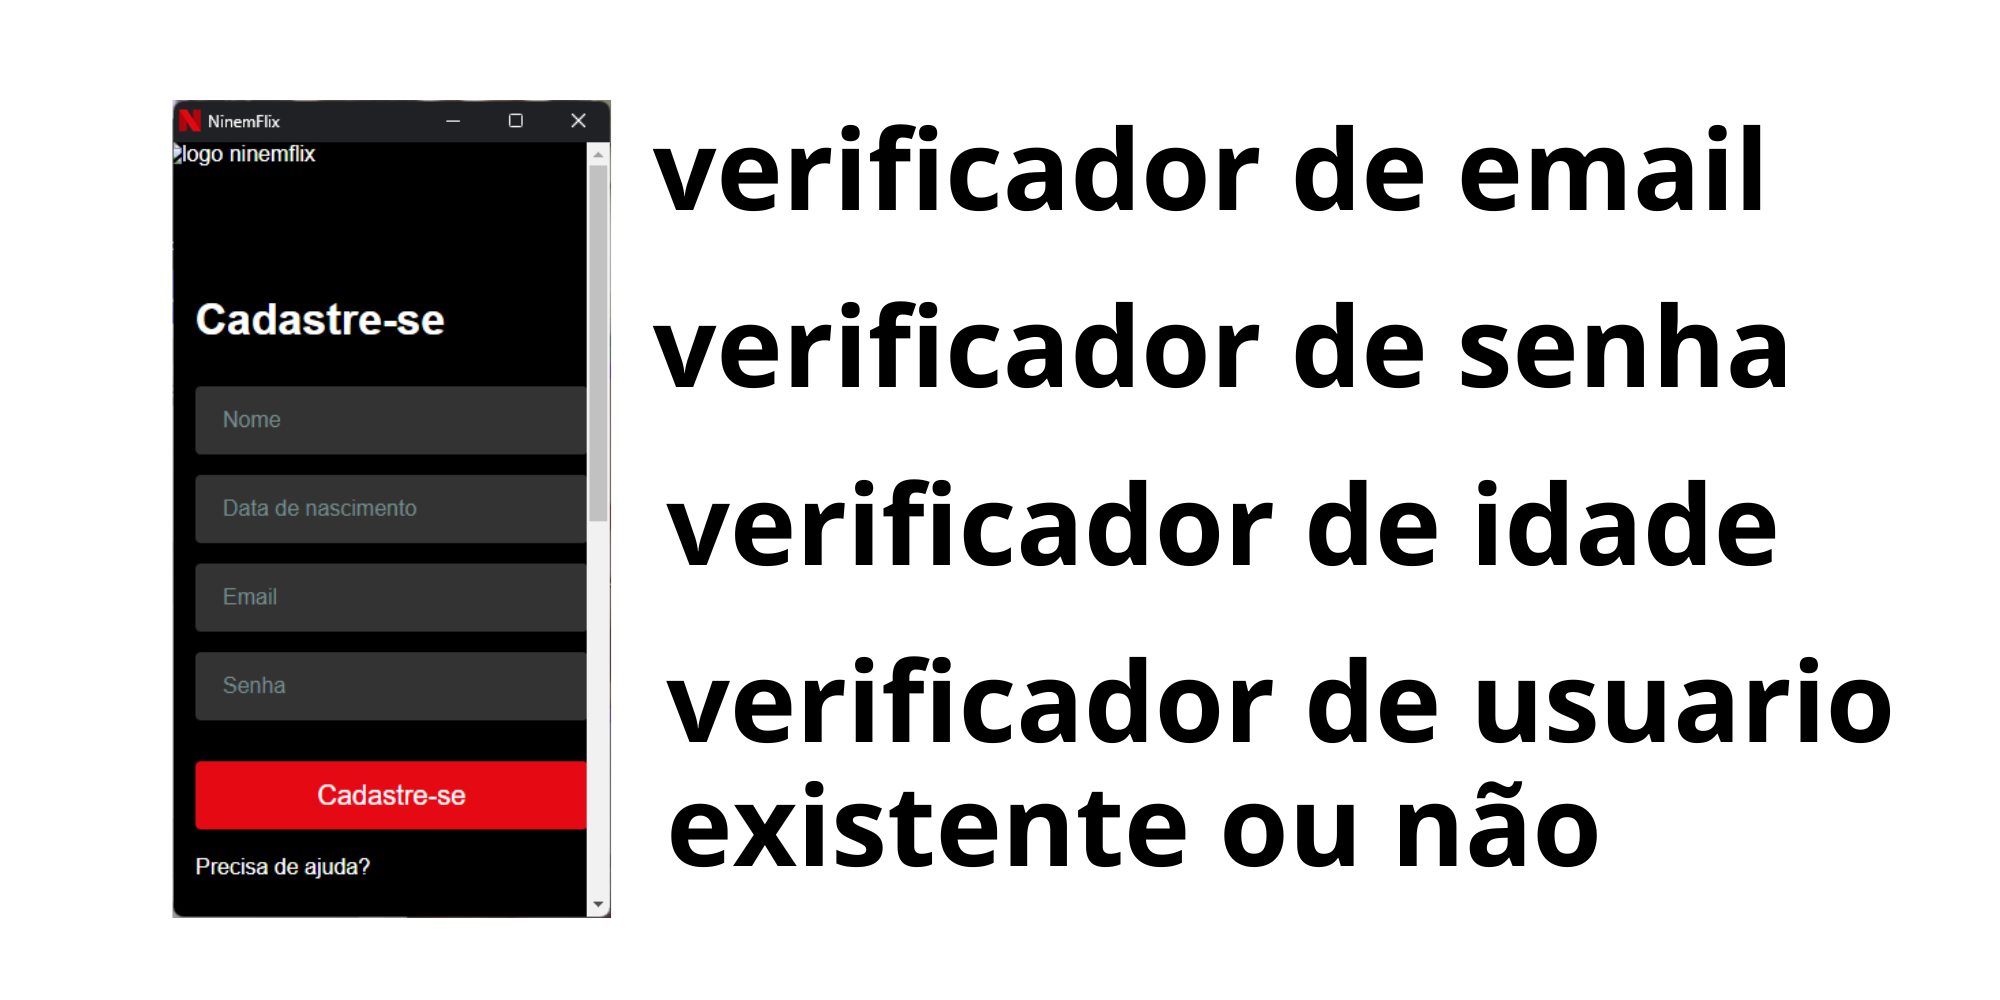 NinemFlix
logo ninemflix
Cadastre-se
Nome
Data de nascimento
Email
Senha
Cadastre-se
Precisa de ajuda?
verificador de email
verificador de senha
verificador de idade
verificador de usuario
existente ou não